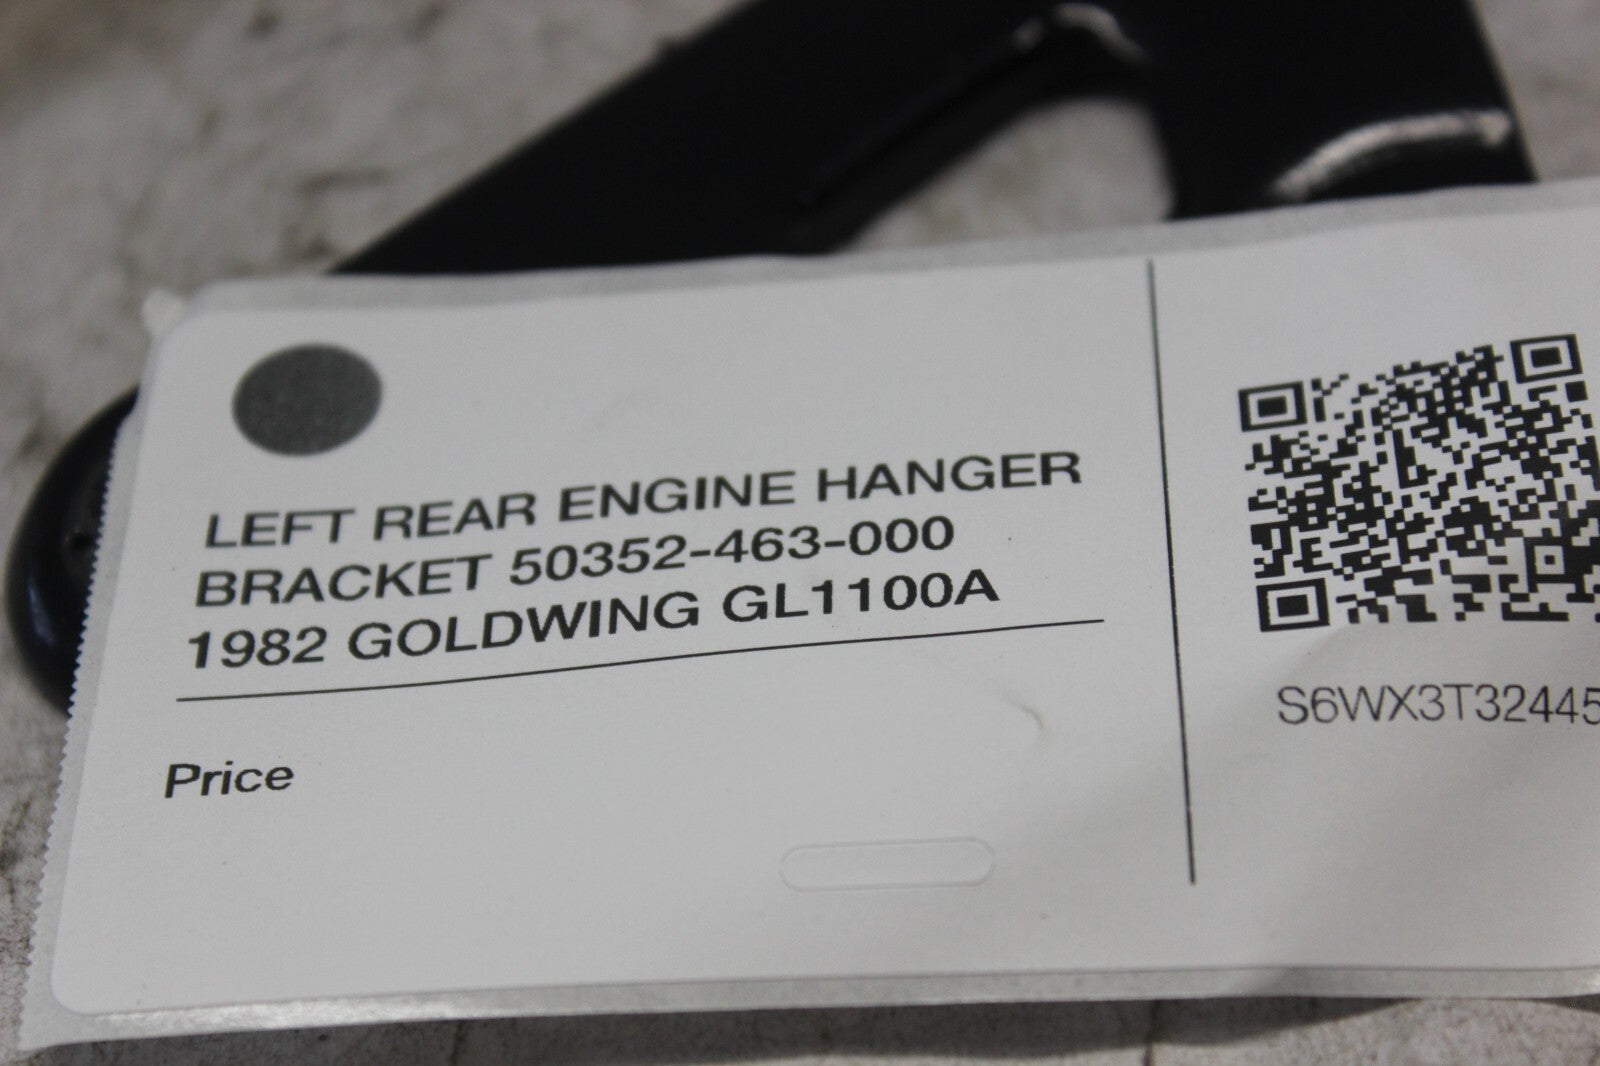 LEFT REAR ENGINE HANGER
BRACKET 50352-463-000
1982 GOLDWING GL1100A
Price
S6WX3T32445